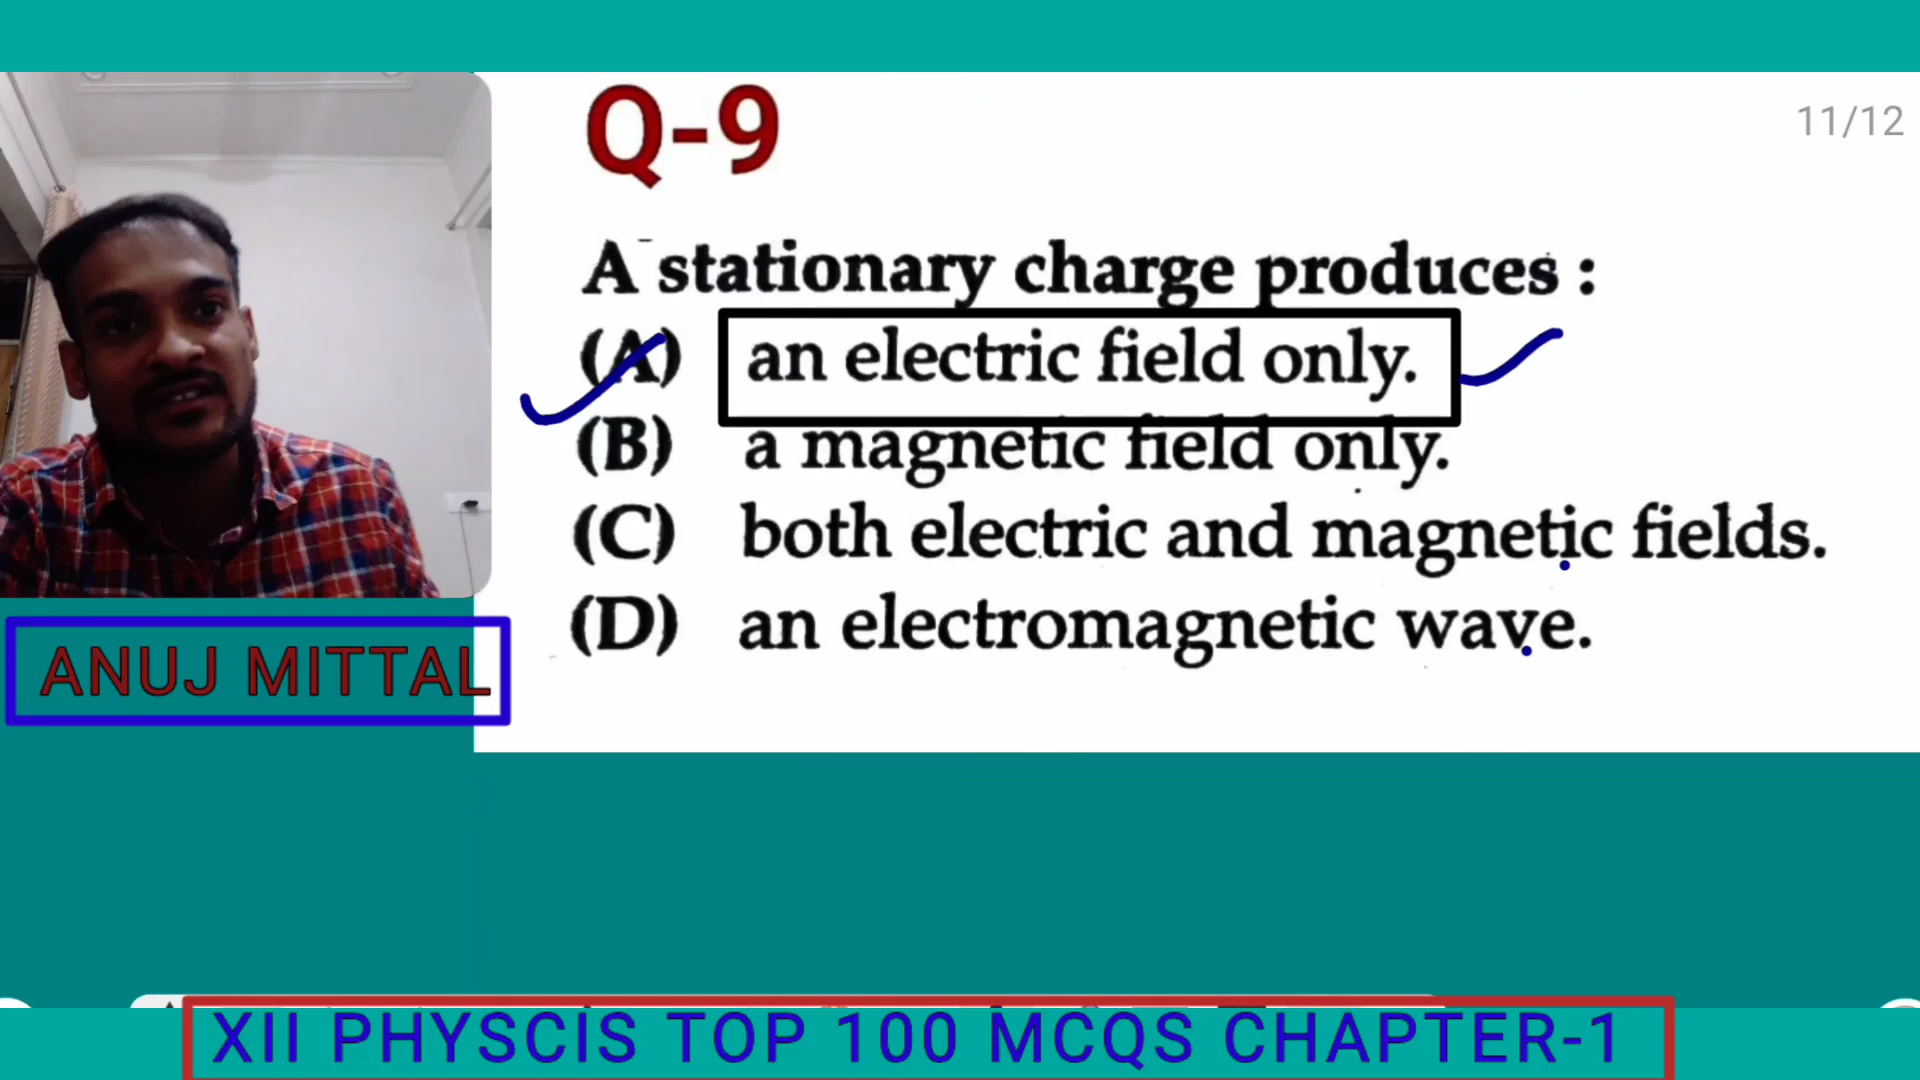 Q-9
11/12
A stationary charge produces :
(A) an electric field only.
(B) a magnetic field only.
(C) both electric and magnetic fields.
(D) an electromagnetic wave.
ANUJ MITTAL
XII PHYSCIS TOP 100 MCQS CHAPTER-1